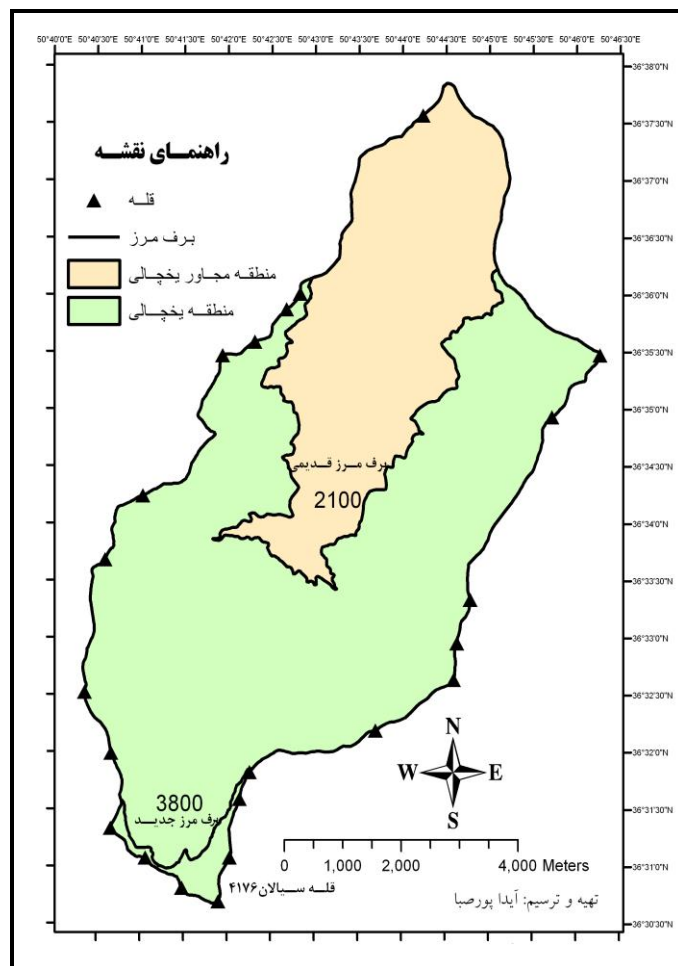 50°40'0"E 50°40'30"E 50°41'0"E 50°41'30"E 50°42'0"E 50°42'30"E 50°43'0"E 50°43'30"E 50°44'0"E 50°44'30"E 50°45'0"E 50°45'30"E 50°46'0"E 50°46'30"E
36°38'0"N
36°37'30"N
36°37'0"N
36°36'30"N
36°36'0"N
36°35'30"N
36°35'0"N
36°34'30"N
36°34'0"N
36°33'30"N
36°33'0"N
36°32'30"N
36°32'0"N
36°31'30"N
36°31'0"N
36°30'30"N
راهنمای نقشه
قله
برف مرز
منطقه مجاور یخچالی
منطقه یخچالی
برف مرز قدیمی
2100
3800
برف مرز جدید
قله سیالان ۴۱۷۶
N
W E
S
0 1,000 2,000 4,000 Meters
تهیه و ترسیم: آیدا پورصبا